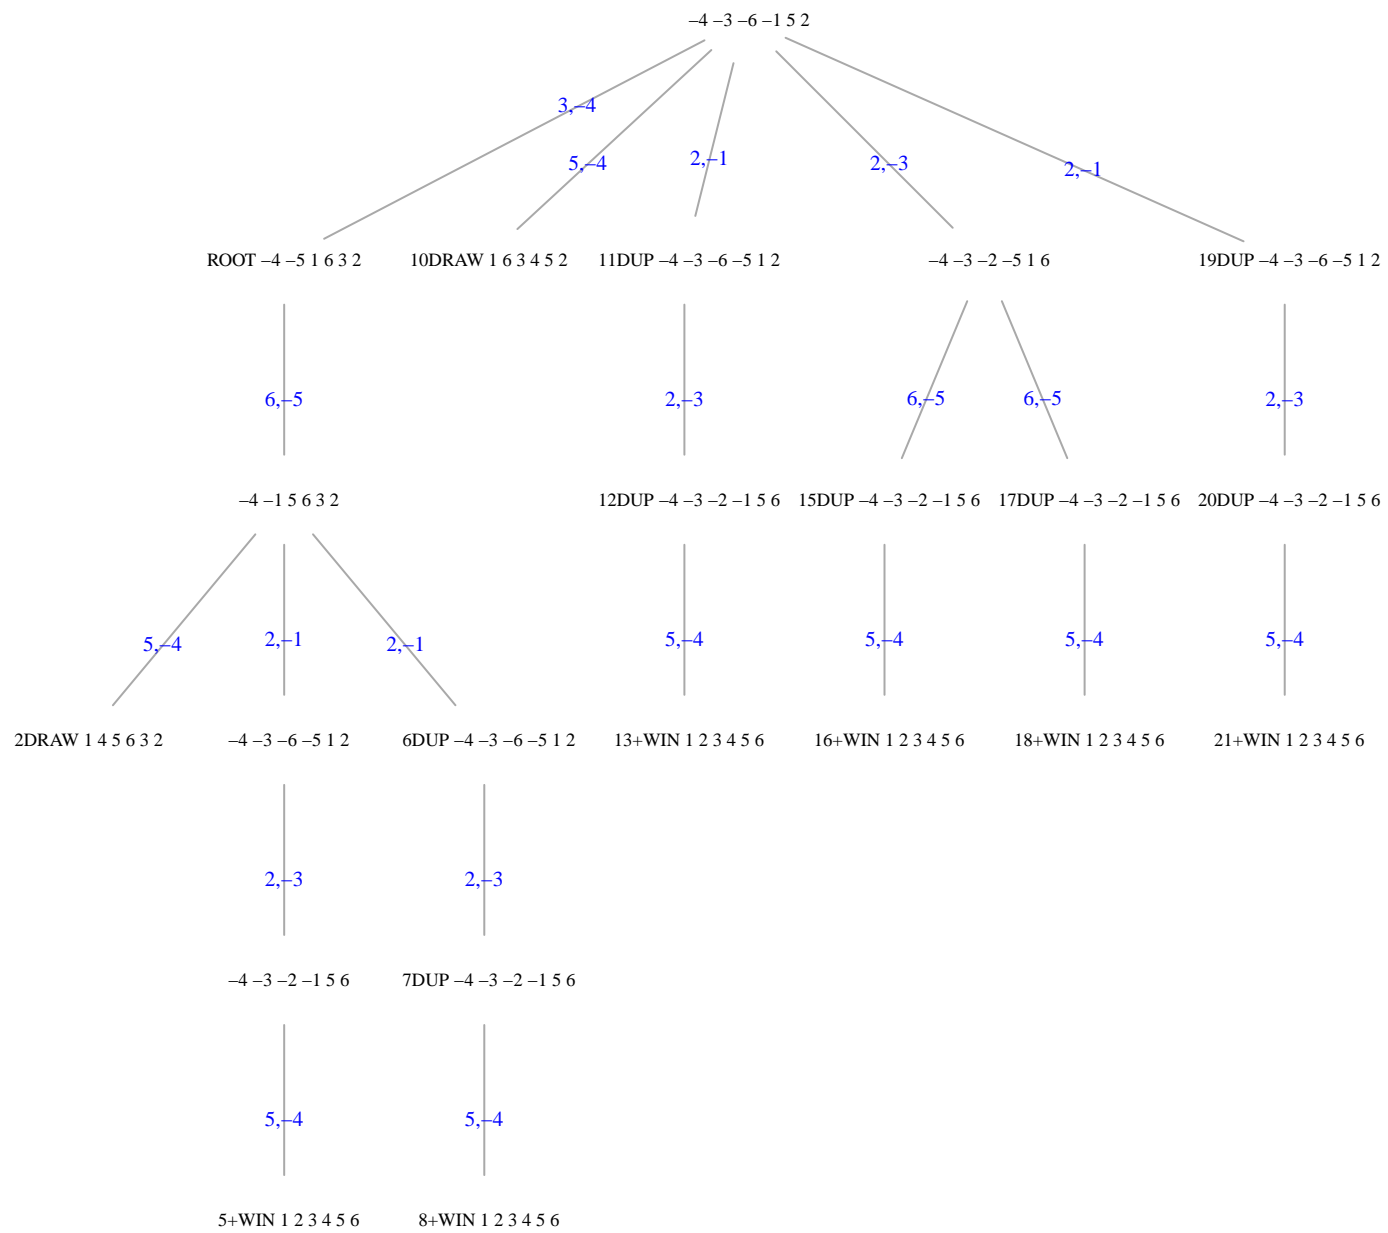 –4 –3 –6 –1 5 2
3,–4
5,–4
2,–1
2,–3
2,–1
ROOT –4 –5 1 6 3 2
10DRAW 1 6 3 4 5 2
11DUP –4 –3 –6 –5 1 2
–4 –3 –2 –5 1 6
19DUP –4 –3 –6 –5 1 2
6,–5
2,–3
6,–5
6,–5
2,–3
–4 –1 5 6 3 2
12DUP –4 –3 –2 –1 5 6
15DUP –4 –3 –2 –1 5 6
17DUP –4 –3 –2 –1 5 6
20DUP –4 –3 –2 –1 5 6
5,–4
2,–1
2,–1
5,–4
5,–4
5,–4
5,–4
2DRAW 1 4 5 6 3 2
–4 –3 –6 –5 1 2
6DUP –4 –3 –6 –5 1 2
13+WIN 1 2 3 4 5 6
16+WIN 1 2 3 4 5 6
18+WIN 1 2 3 4 5 6
21+WIN 1 2 3 4 5 6
2,–3
2,–3
–4 –3 –2 –1 5 6
7DUP –4 –3 –2 –1 5 6
5,–4
5,–4
5+WIN 1 2 3 4 5 6
8+WIN 1 2 3 4 5 6